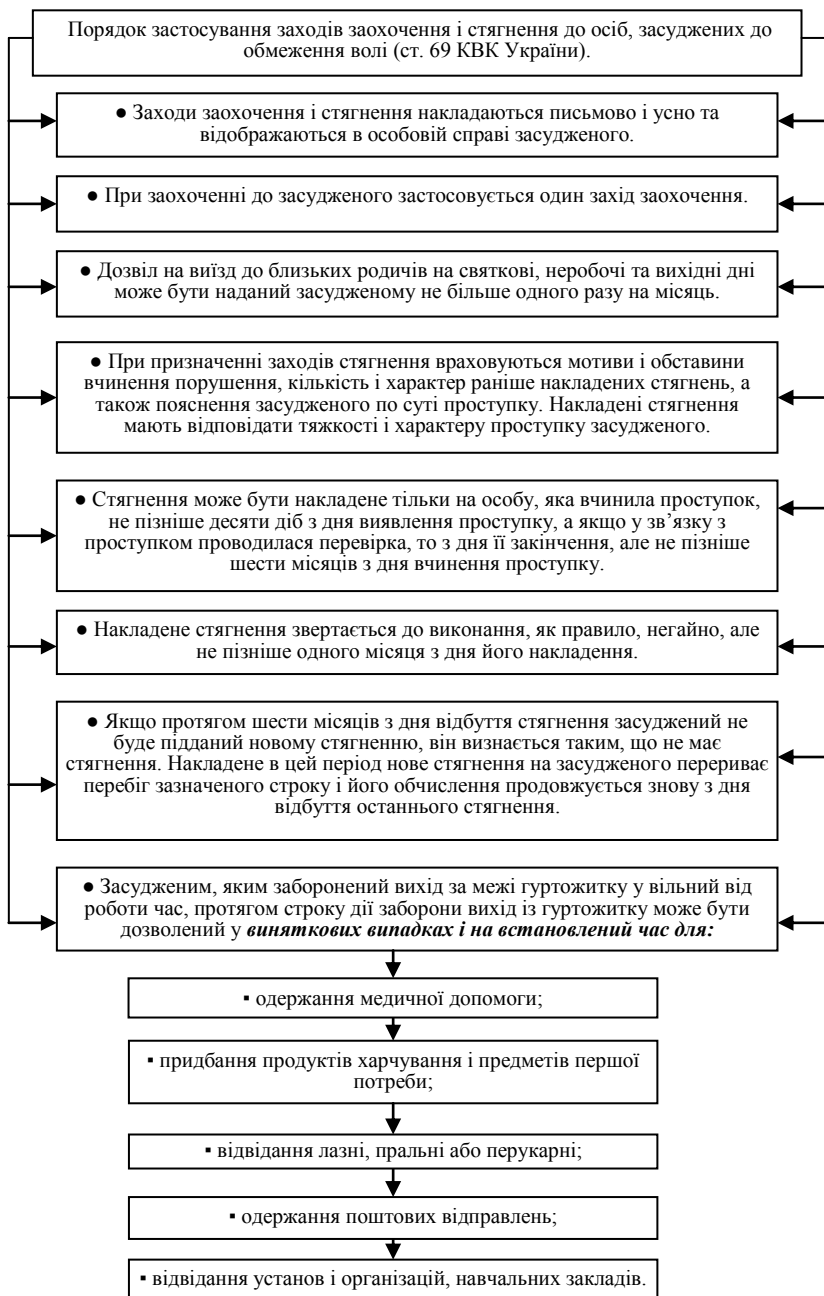 Порядок застосування заходів заохочення і стягнення до осіб, засуджених до
обмеження волі (ст. 69 КВК України).
● Заходи заохочення і стягнення накладаються письмово і усно та
відображаються в особовій справі засудженого.
● При заохоченні до засудженого застосовується один захід заохочення.
● Дозвіл на виїзд до близьких родичів на святкові, неробочі та вихідні дні
може бути наданий засудженому не більше одного разу на місяць.
● При призначенні заходів стягнення враховуються мотиви і обставини
вчинення порушення, кількість і характер раніше накладених стягнень, а
також пояснення засудженого по суті проступку. Накладені стягнення
мають відповідати тяжкості і характеру проступку засудженого.
● Стягнення може бути накладене тільки на особу, яка вчинила проступок,
не пізніше десяти діб з дня виявлення проступку, а якщо у зв’язку з
проступком проводилася перевірка, то з дня її закінчення, але не пізніше
шести місяців з дня вчинення проступку.
● Накладене стягнення звертається до виконання, як правило, негайно, але
не пізніше одного місяця з дня його накладення.
● Якщо протягом шести місяців з дня відбуття стягнення засуджений не
буде підданий новому стягненню, він визнається таким, що не має
стягнення. Накладене в цей період нове стягнення на засудженого перериває
перебіг зазначеного строку і його обчислення продовжується знову з дня
відбуття останнього стягнення.
● Засудженим, яким заборонений вихід за межі гуртожитку у вільний від
роботи час, протягом строку дії заборони вихід із гуртожитку може бути
дозволений у виняткових випадках і на встановлений час для:
▪ одержання медичної допомоги;
▪ придбання продуктів харчування і предметів першої
потреби;
▪ відвідання лазні, пральні або перукарні;
▪ одержання поштових відправлень;
▪ відвідання установ і організацій, навчальних закладів.